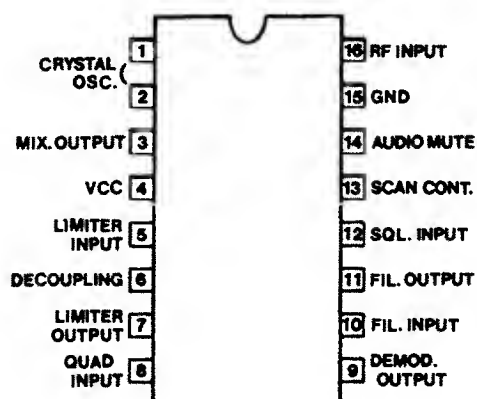 1
CRYSTAL
OSC.
2
MIX. OUTPUT 3
VCC 4
LIMITER
INPUT 5
DECOUPLING 6
LIMITER
OUTPUT 7
QUAD
INPUT 8
16 RF INPUT
15 GND
14 AUDIO MUTE
13 SCAN CONT.
12 SQL. INPUT
11 FIL. OUTPUT
10 FIL. INPUT
9 DEMOD.
OUTPUT